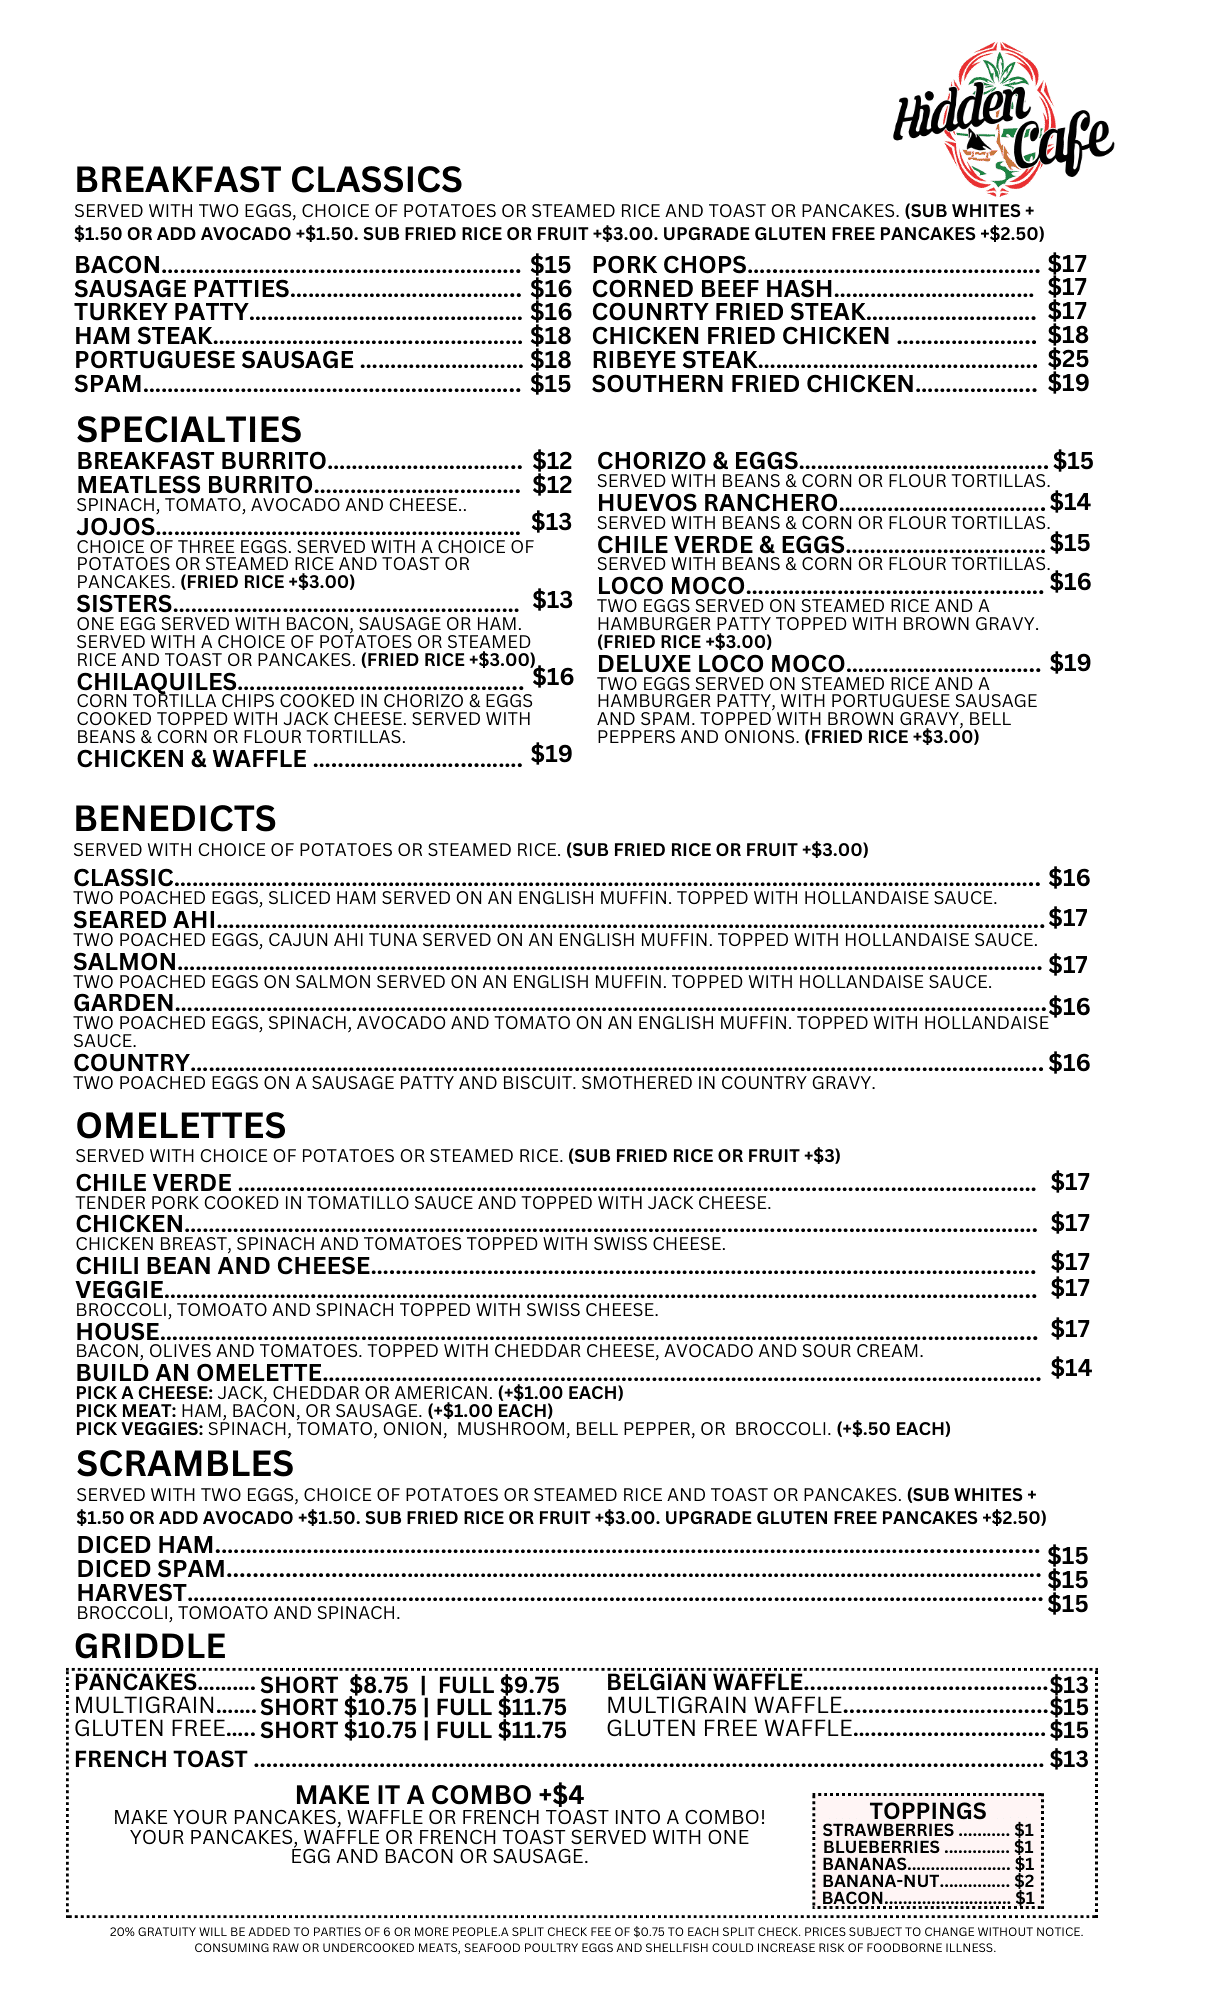 Hidden
Cafe
BREAKFAST CLASSICS
SERVED WITH TWO EGGS, CHOICE OF POTATOES OR STEAMED RICE AND TOAST OR PANCAKES. (SUB WHITES +
$1.50 OR ADD AVOCADO +$1.50. SUB FRIED RICE OR FRUIT +$3.00. UPGRADE GLUTEN FREE PANCAKES +$2.50)
BACON.......... $15
SAUSAGE PATTIES.......... $16
TURKEY PATTY.......... $16
HAM STEAK.......... $18
PORTUGUESE SAUSAGE .......... $18
SPAM.......... $15
PORK CHOPS.......... $17
CORNED BEEF HASH.......... $17
COUNRTY FRIED STEAK.......... $17
CHICKEN FRIED CHICKEN .......... $18
RIBEYE STEAK.......... $25
SOUTHERN FRIED CHICKEN.......... $19
SPECIALTIES
BREAKFAST BURRITO.......... $12
MEATLESS BURRITO.......... $12
SPINACH, TOMATO, AVOCADO AND CHEESE..
JOJOS.......... $13
CHOICE OF THREE EGGS. SERVED WITH A CHOICE OF
POTATOES OR STEAMED RICE AND TOAST OR
PANCAKES. (FRIED RICE +$3.00)
SISTERS.......... $13
ONE EGG SERVED WITH BACON, SAUSAGE OR HAM.
SERVED WITH A CHOICE OF POTATOES OR STEAMED
RICE AND TOAST OR PANCAKES. (FRIED RICE +$3.00)
CHILAQUILES.......... $16
CORN TORTILLA CHIPS COOKED IN CHORIZO & EGGS
COOKED TOPPED WITH JACK CHEESE. SERVED WITH
BEANS & CORN OR FLOUR TORTILLAS.
CHICKEN & WAFFLE .......... $19
CHORIZO & EGGS.......... $15
SERVED WITH BEANS & CORN OR FLOUR TORTILLAS.
HUEVOS RANCHERO.......... $14
SERVED WITH BEANS & CORN OR FLOUR TORTILLAS.
CHILE VERDE & EGGS.......... $15
SERVED WITH BEANS & CORN OR FLOUR TORTILLAS.
LOCO MOCO.......... $16
TWO EGGS SERVED ON STEAMED RICE AND A
HAMBURGER PATTY TOPPED WITH BROWN GRAVY.
(FRIED RICE +$3.00)
DELUXE LOCO MOCO.......... $19
TWO EGGS SERVED ON STEAMED RICE AND A
HAMBURGER PATTY, WITH PORTUGUESE SAUSAGE
AND SPAM. TOPPED WITH BROWN GRAVY, BELL
PEPPERS AND ONIONS. (FRIED RICE +$3.00)
BENEDICTS
SERVED WITH CHOICE OF POTATOES OR STEAMED RICE. (SUB FRIED RICE OR FRUIT +$3.00)
CLASSIC.......... $16
TWO POACHED EGGS, SLICED HAM SERVED ON AN ENGLISH MUFFIN. TOPPED WITH HOLLANDAISE SAUCE.
SEARED AHI.......... $17
TWO POACHED EGGS, CAJUN AHI TUNA SERVED ON AN ENGLISH MUFFIN. TOPPED WITH HOLLANDAISE SAUCE.
SALMON.......... $17
TWO POACHED EGGS ON SALMON SERVED ON AN ENGLISH MUFFIN. TOPPED WITH HOLLANDAISE SAUCE.
GARDEN.......... $16
TWO POACHED EGGS, SPINACH, AVOCADO AND TOMATO ON AN ENGLISH MUFFIN. TOPPED WITH HOLLANDAISE
SAUCE.
COUNTRY.......... $16
TWO POACHED EGGS ON A SAUSAGE PATTY AND BISCUIT. SMOTHERED IN COUNTRY GRAVY.
OMELETTES
SERVED WITH CHOICE OF POTATOES OR STEAMED RICE. (SUB FRIED RICE OR FRUIT +$3)
CHILE VERDE .......... $17
TENDER PORK COOKED IN TOMATILLO SAUCE AND TOPPED WITH JACK CHEESE.
CHICKEN.......... $17
CHICKEN BREAST, SPINACH AND TOMATOES TOPPED WITH SWISS CHEESE.
CHILI BEAN AND CHEESE.......... $17
VEGGIE.......... $17
BROCCOLI, TOMOATO AND SPINACH TOPPED WITH SWISS CHEESE.
HOUSE.......... $17
BACON, OLIVES AND TOMATOES. TOPPED WITH CHEDDAR CHEESE, AVOCADO AND SOUR CREAM.
BUILD AN OMELETTE.......... $14
PICK A CHEESE: JACK, CHEDDAR OR AMERICAN. (+$1.00 EACH)
PICK MEAT: HAM, BACON, OR SAUSAGE. (+$1.00 EACH)
PICK VEGGIES: SPINACH, TOMATO, ONION, MUSHROOM, BELL PEPPER, OR BROCCOLI. (+$.50 EACH)
SCRAMBLES
SERVED WITH TWO EGGS, CHOICE OF POTATOES OR STEAMED RICE AND TOAST OR PANCAKES. (SUB WHITES +
$1.50 OR ADD AVOCADO +$1.50. SUB FRIED RICE OR FRUIT +$3.00. UPGRADE GLUTEN FREE PANCAKES +$2.50)
DICED HAM.......... $15
DICED SPAM.......... $15
HARVEST.......... $15
BROCCOLI, TOMOATO AND SPINACH.
GRIDDLE
PANCAKES.......... SHORT $8.75 | FULL $9.75
MULTIGRAIN....... SHORT $10.75 | FULL $11.75
GLUTEN FREE..... SHORT $10.75 | FULL $11.75
BELGIAN WAFFLE.......... $13
MULTIGRAIN WAFFLE.......... $15
GLUTEN FREE WAFFLE.......... $15
FRENCH TOAST .......... $13
MAKE IT A COMBO +$4
MAKE YOUR PANCAKES, WAFFLE OR FRENCH TOAST INTO A COMBO!
YOUR PANCAKES, WAFFLE OR FRENCH TOAST SERVED WITH ONE
EGG AND BACON OR SAUSAGE.
TOPPINGS
STRAWBERRIES .......... $1
BLUEBERRIES .......... $1
BANANAS.......... $1
BANANA-NUT.......... $2
BACON.......... $1
20% GRATUITY WILL BE ADDED TO PARTIES OF 6 OR MORE PEOPLE.A SPLIT CHECK FEE OF $0.75 TO EACH SPLIT CHECK. PRICES SUBJECT TO CHANGE WITHOUT NOTICE.
CONSUMING RAW OR UNDERCOOKED MEATS, SEAFOOD POULTRY EGGS AND SHELLFISH COULD INCREASE RISK OF FOODBORNE ILLNESS.